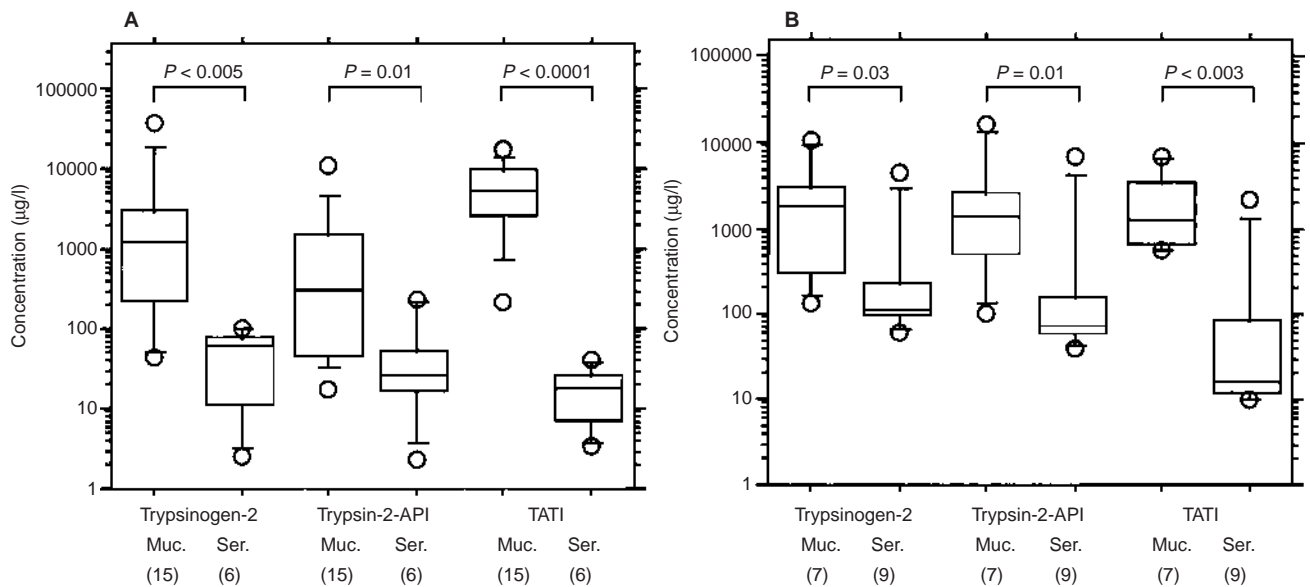 A
P < 0.005 P = 0.01 P < 0.0001
100000
10000
1000
100
10
1
Concentration (µg/l)
Trypsinogen-2 Trypsin-2-API TATI
Muc. Ser. Muc. Ser. Muc. Ser.
(15) (6) (15) (6) (15) (6)
B
P = 0.03 P = 0.01 P < 0.003
100000
10000
1000
100
10
1
Concentration (µg/l)
Trypsinogen-2 Trypsin-2-API TATI
Muc. Ser. Muc. Ser. Muc. Ser.
(7) (9) (7) (9) (7) (9)